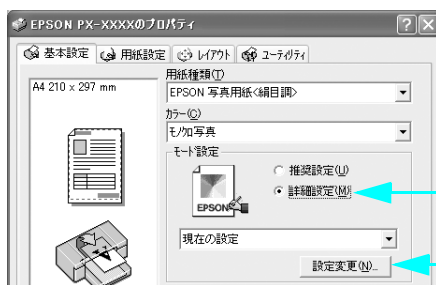 EPSON PX-XXXXのプロパティ
基本設定 用紙設定 レイアウト ユーティリティ
用紙種類(T)
A4 210 x 297 mm
EPSON 写真用紙<絹目調>
カラー(C)
モノクロ写真
モード設定
推奨設定(U)
詳細設定(M)
EPSON
現在の設定
設定変更(N)...